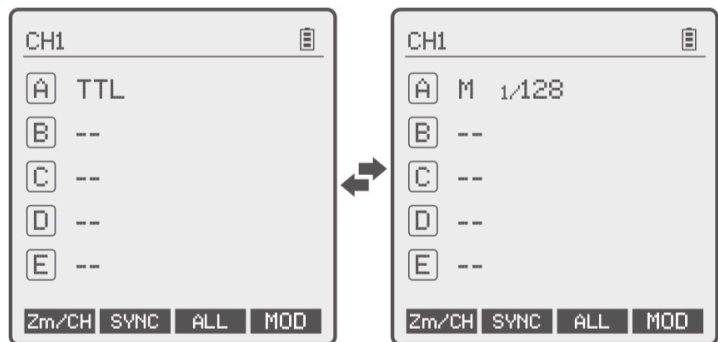 CH1
A TTL
B --
C --
D --
E --
Zm/CH SYNC ALL MOD
CH1
A M 1/128
B --
C --
D --
E --
Zm/CH SYNC ALL MOD